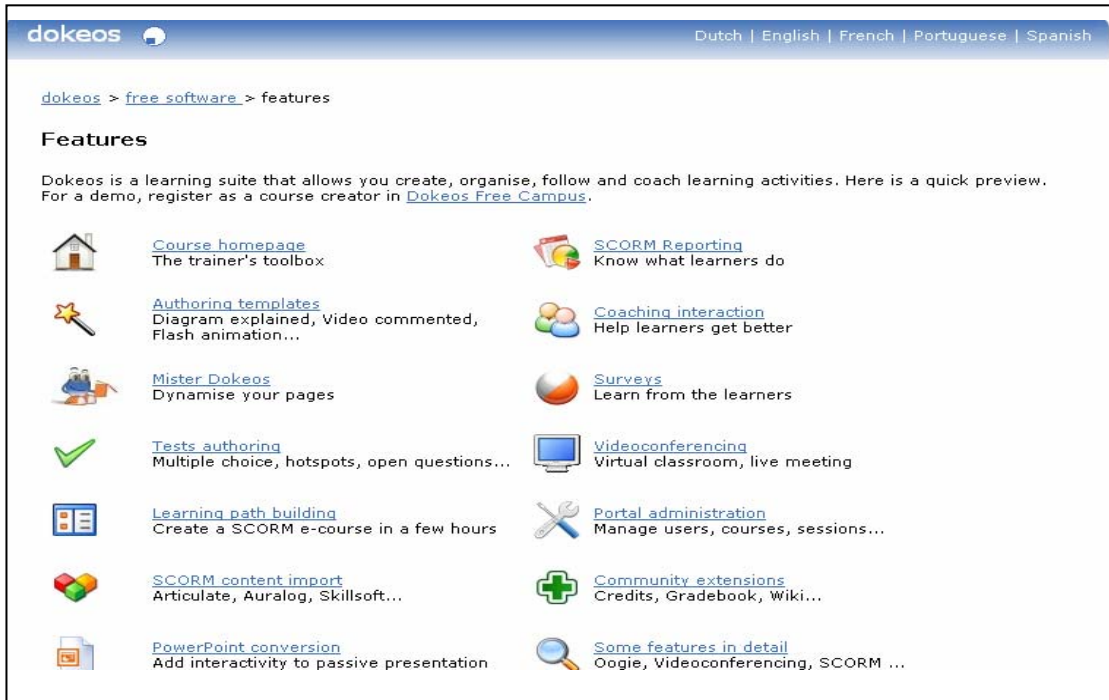 dokeos
Dutch | English | French | Portuguese | Spanish
dokeos > free software > features
Features
Dokeos is a learning suite that allows you create, organise, follow and coach learning activities. Here is a quick preview.
For a demo, register as a course creator in Dokeos Free Campus.
Course homepage
The trainer's toolbox
Authoring templates
Diagram explained, Video commented,
Flash animation...
Mister Dokeos
Dynamise your pages
Tests authoring
Multiple choice, hotspots, open questions...
Learning path building
Create a SCORM e-course in a few hours
SCORM content import
Articulate, Auralog, Skillsoft...
PowerPoint conversion
Add interactivity to passive presentation
SCORM Reporting
Know what learners do
Coaching interaction
Help learners get better
Surveys
Learn from the learners
Videoconferencing
Virtual classroom, live meeting
Portal administration
Manage users, courses, sessions...
Community extensions
Credits, Gradebook, Wiki...
Some features in detail
Oogie, Videoconferencing, SCORM ...